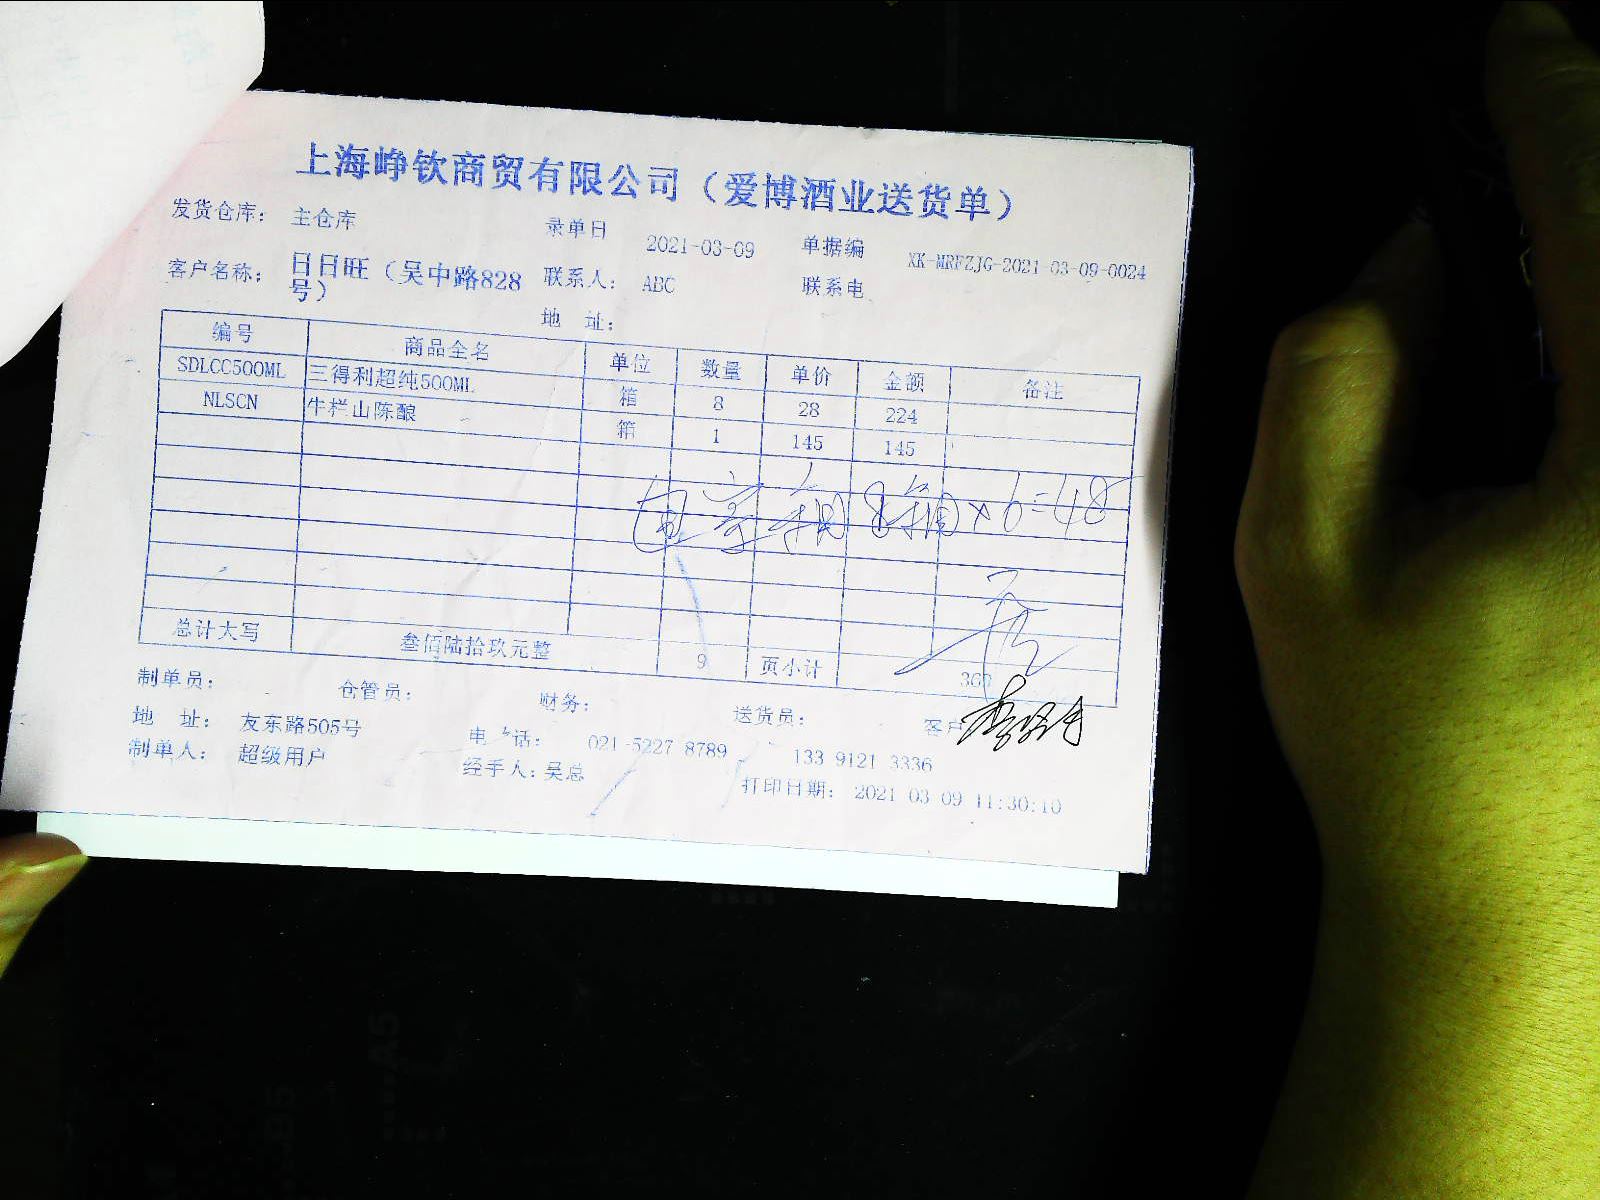 上海峥钦商贸有限公司（爱博酒业送货单）
发货仓库： 主仓库 录单日 2021-03-09 单据编 XK-MRFZJG-2021-03-09-0024
客户名称： 日日旺（吴中路828号） 联系人： ABC 联系电
地 址：
编号 商品全名 单位 数量 单价 金额 备注
SDLCC500ML 三得利超纯500ML 箱 8 28 224
NLSCN 牛栏山陈酿 箱 1 145 145
8箱×6=48
总计大写 叁佰陆拾玖元整 9 页小计 36
制单员： 仓管员： 财务： 送货员： 客户
地 址： 友东路505号 电 话： 021-5227 8789 133 9121 3336
制单人： 超级用户 经手人：吴总 打印日期： 2021 03 09 11:30:10